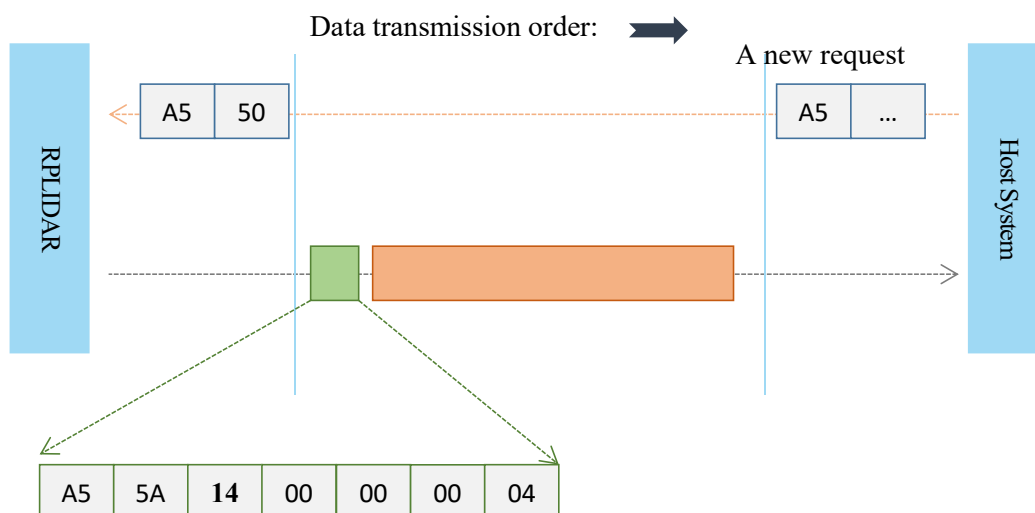 Data transmission order:
A new request
A5 50
A5 ...
RPLIDAR
Host System
A5 5A 14 00 00 00 04